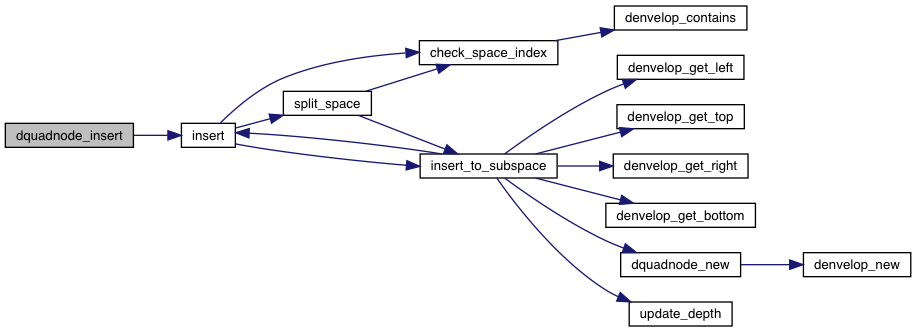 dquadnode_insert
insert
split_space
check_space_index
insert_to_subspace
denvelop_contains
denvelop_get_left
denvelop_get_top
denvelop_get_right
denvelop_get_bottom
dquadnode_new
denvelop_new
update_depth